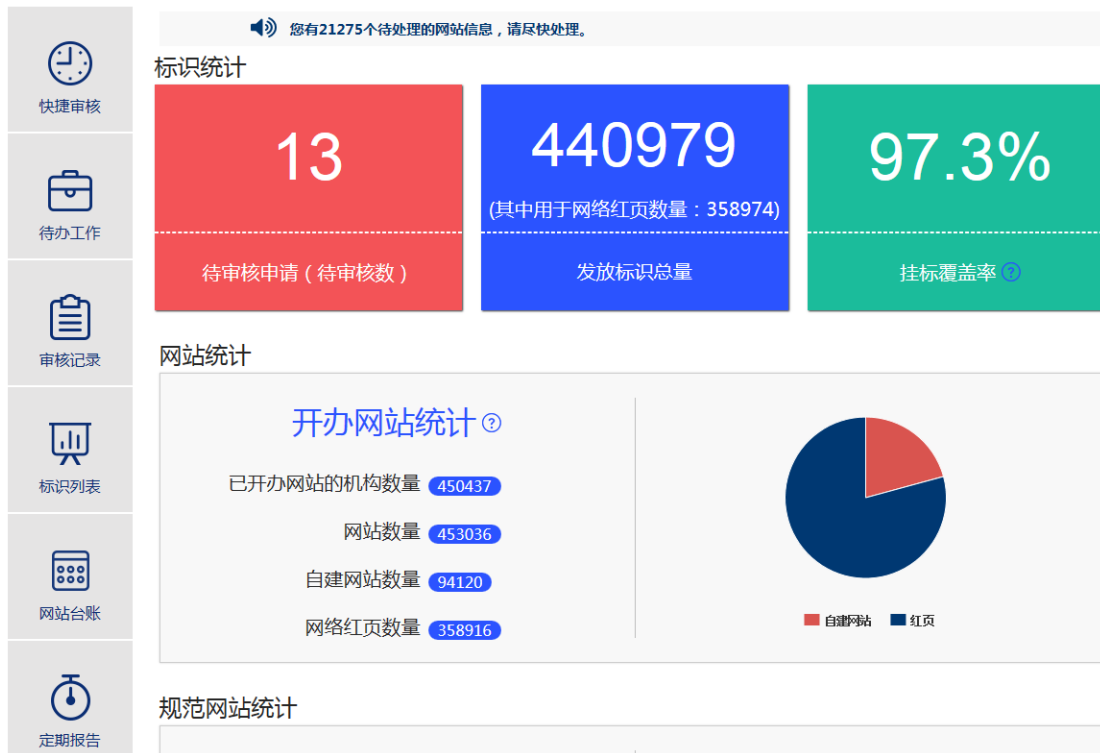 您有21275个待处理的网站信息，请尽快处理。
快捷审核
待办工作
审核记录
标识列表
网站台账
定期报告
标识统计
13
待审核申请（待审核数）
440979
(其中用于网络红页数量：358974)
发放标识总量
97.3%
挂标覆盖率?
网站统计
开办网站统计?
已开办网站的机构数量 450437
网站数量 453036
自建网站数量 94120
网络红页数量 358916
自建网站 红页
规范网站统计